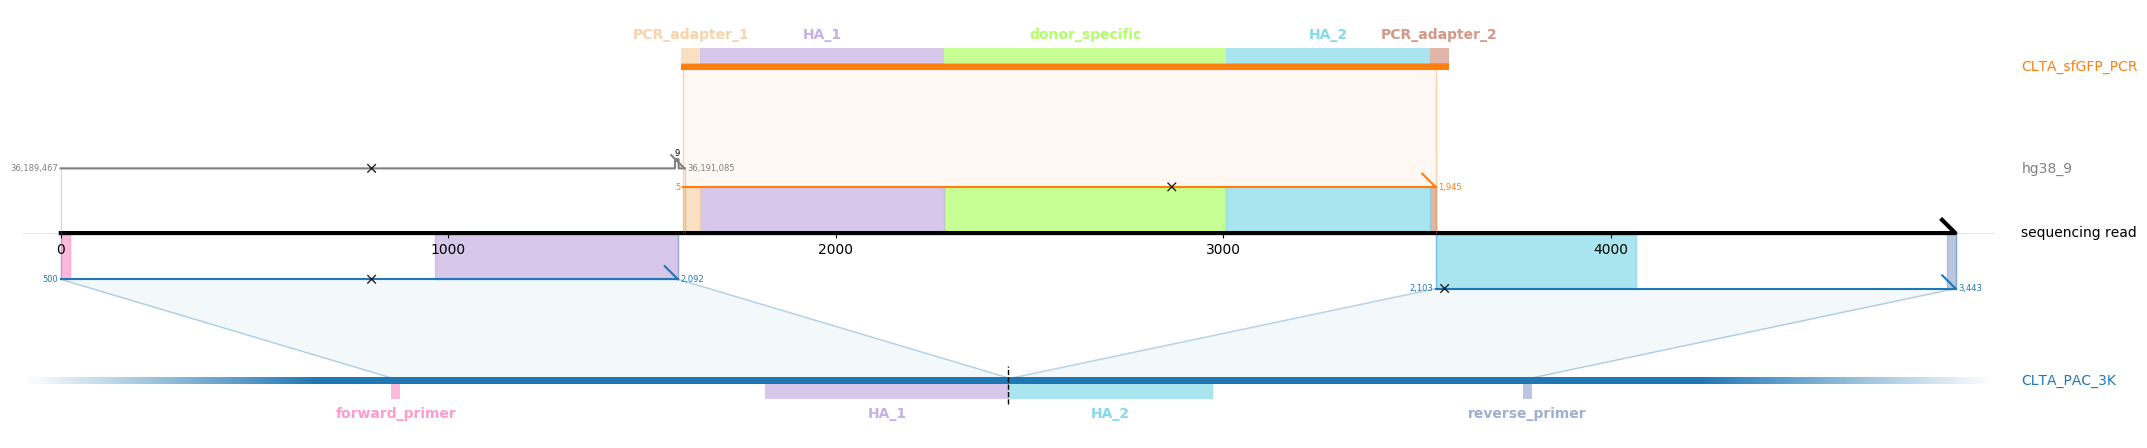 PCR_adapter_1 HA_1 donor_specific HA_2 PCR_adapter_2
CLTA_sfGFP_PCR
9
36,189,467 36,191,085 hg38_9
5 1,945
sequencing read
0 1000 2000 3000 4000
500 2,092
2,103 3,443
CLTA_PAC_3K
forward_primer HA_1 HA_2 reverse_primer